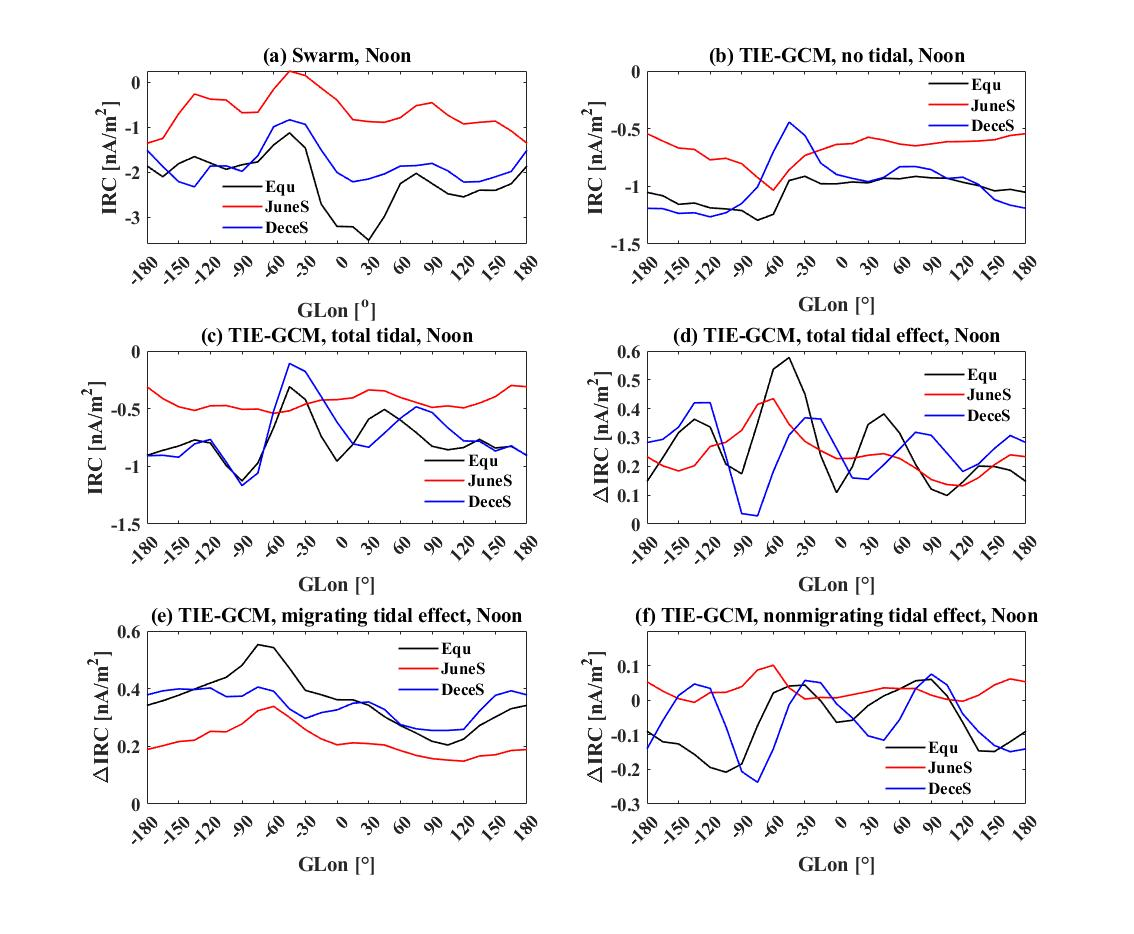 (a) Swarm, Noon
IRC [nA/m²]
0
-1
-2
-3
Equ
JuneS
DeceS
-180
-150
-120
-90
-60
-30
0
30
60
90
120
150
180
GLon [º]
(b) TIE-GCM, no tidal, Noon
IRC [nA/m²]
0
-0.5
-1
-1.5
Equ
JuneS
DeceS
-180
-150
-120
-90
-60
-30
0
30
60
90
120
150
180
GLon [°]
(c) TIE-GCM, total tidal, Noon
IRC [nA/m²]
0
-0.5
-1
-1.5
Equ
JuneS
DeceS
-180
-150
-120
-90
-60
-30
0
30
60
90
120
150
180
GLon [°]
(d) TIE-GCM, total tidal effect, Noon
△IRC [nA/m²]
0.6
0.5
0.4
0.3
0.2
0.1
0
Equ
JuneS
DeceS
-180
-150
-120
-90
-60
-30
0
30
60
90
120
150
180
GLon [°]
(e) TIE-GCM, migrating tidal effect, Noon
△IRC [nA/m²]
0.6
0.4
0.2
0
Equ
JuneS
DeceS
-180
-150
-120
-90
-60
-30
0
30
60
90
120
150
180
GLon [°]
(f) TIE-GCM, nonmigrating tidal effect, Noon
△IRC [nA/m²]
0.1
0
-0.1
-0.2
-0.3
Equ
JuneS
DeceS
-180
-150
-120
-90
-60
-30
0
30
60
90
120
150
180
GLon [°]